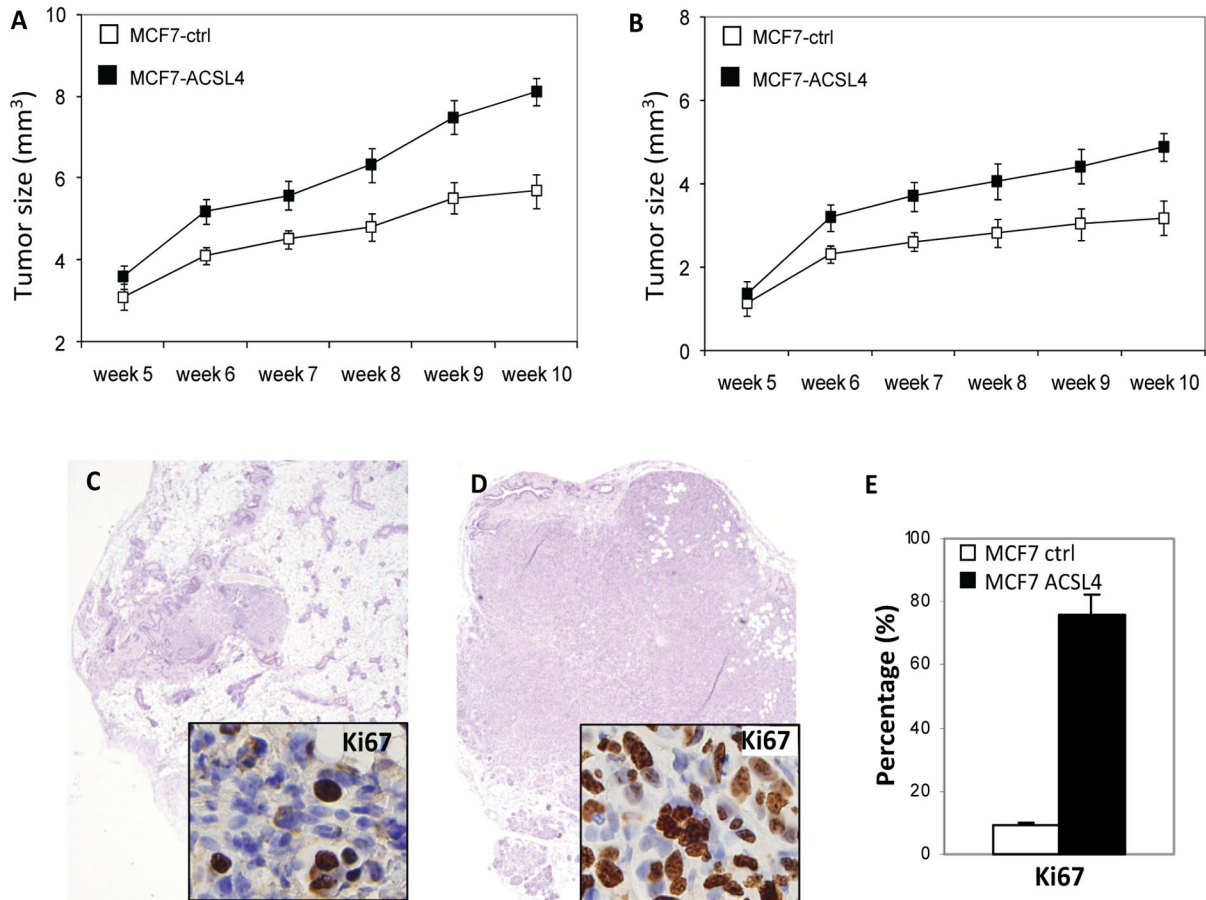 A
10
8
6
4
2
Tumor size (mm³)
MCF7-ctrl
MCF7-ACSL4
week 5 week 6 week 7 week 8 week 9 week 10
B
8
6
4
2
0
Tumor size (mm³)
MCF7-ctrl
MCF7-ACSL4
week 5 week 6 week 7 week 8 week 9 week 10
C
Ki67
D
Ki67
E
100
80
60
40
20
0
Percentage (%)
MCF7 ctrl
MCF7 ACSL4
Ki67